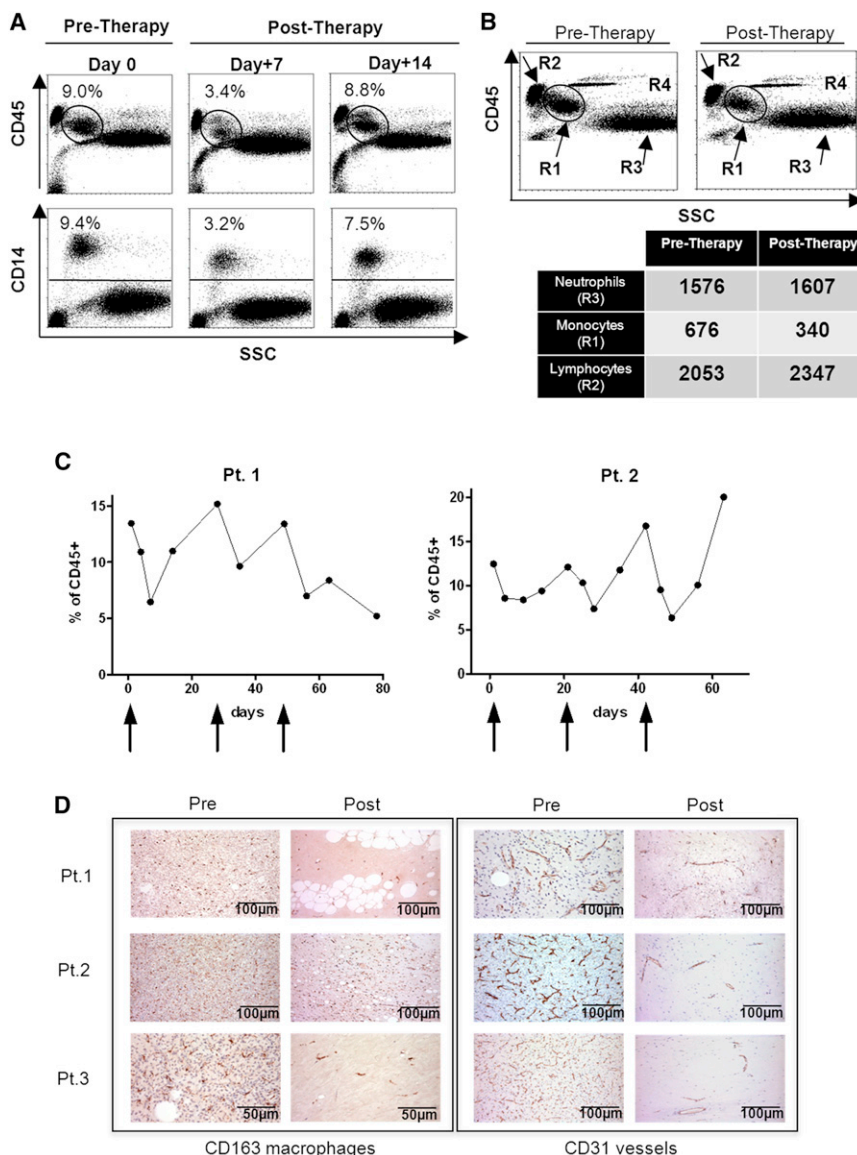 A
Pre-Therapy
Post-Therapy
Day 0
Day+7
Day+14
9.0%
3.4%
8.8%
CD45
9.4%
3.2%
7.5%
CD14
SSC
B
Pre-Therapy
Post-Therapy
R2
R4
R1
R3
R2
R4
R1
R3
CD45
SSC
Pre-Therapy
Post-Therapy
Neutrophils
(R3)
1576
1607
Monocytes
(R1)
676
340
Lymphocytes
(R2)
2053
2347
C
Pt. 1
% of CD45+
15
10
5
0
0
20
40
60
80
days
Pt. 2
% of CD45+
20
15
10
5
0
0
20
40
60
days
D
Pre
Post
Pre
Post
Pt.1
100µm
100µm
100µm
100µm
Pt.2
100µm
100µm
100µm
100µm
Pt.3
50µm
50µm
100µm
100µm
CD163 macrophages
CD31 vessels